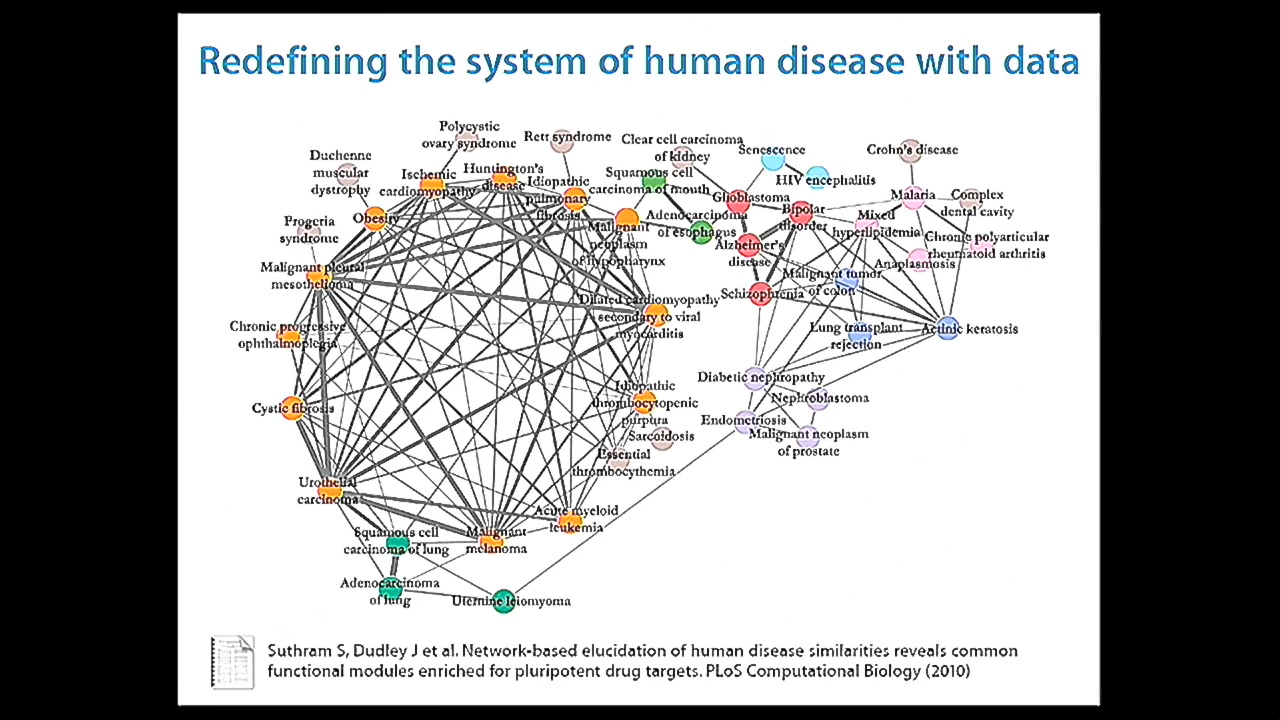 Redefining the system of human disease with data
Polycystic
ovary syndrome
Rett syndrome
Clear cell carcinoma
of kidney
Senescence
HIV encephalitis
Crohn's disease
Duchenne
muscular
dystrophy
Ischemic
cardiomyopathy
Huntington's
disease
Idiopathic
pulmonary
fibrosis
Squamous cell
carcinoma of mouth
Glioblastoma
Bipolar
disorder
Malaria
Complex
dental cavity
Progeria
syndrome
Obesity
Malignant
neoplasm
of hypopharynx
Adenocarcinoma
of esophagus
Alzheimer's
disease
Mixed
hyperlipidemia
Chronic polyarticular
rheumatoid arthritis
Anaplasmosis
Malignant pleural
mesothelioma
Dilated cardiomyopathy
secondary to viral
myocarditis
Schizophrenia
Malignant tumor
of colon
Chronic progressive
ophthalmoplegia
Lung transplant
rejection
Actinic keratosis
Cystic fibrosis
Idiopathic
thrombocytopenic
purpura
Sarcoidosis
Essential
thrombocythemia
Diabetic nephropathy
Nephroblastoma
Endometriosis
Malignant neoplasm
of prostate
Urothelial
carcinoma
Squamous cell
carcinoma of lung
Malignant
melanoma
Acute myeloid
leukemia
Adenocarcinoma
of lung
Uterine leiomyoma
Suthram S, Dudley J et al. Network-based elucidation of human disease similarities reveals common
functional modules enriched for pluripotent drug targets. PLoS Computational Biology (2010)